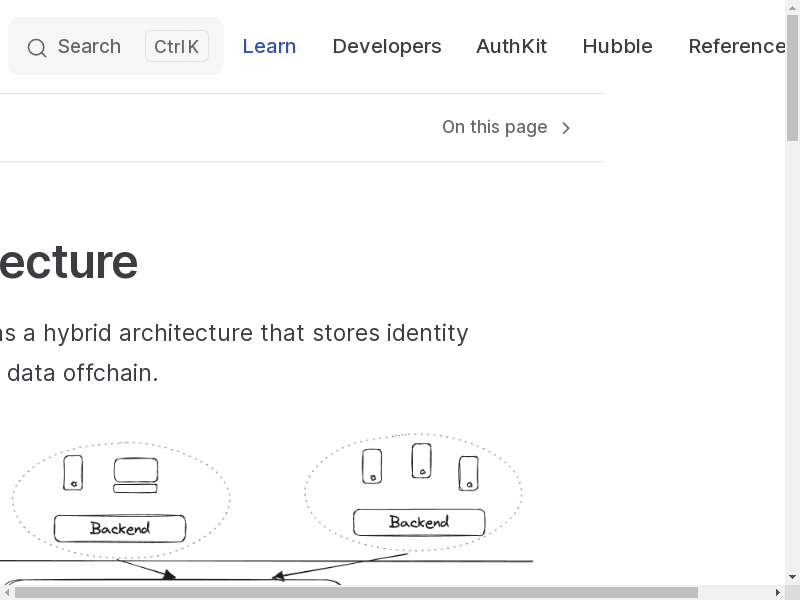 Search Ctrl K Learn Developers AuthKit Hubble Reference
On this page
ecture
s a hybrid architecture that stores identity
data offchain.
Backend Backend